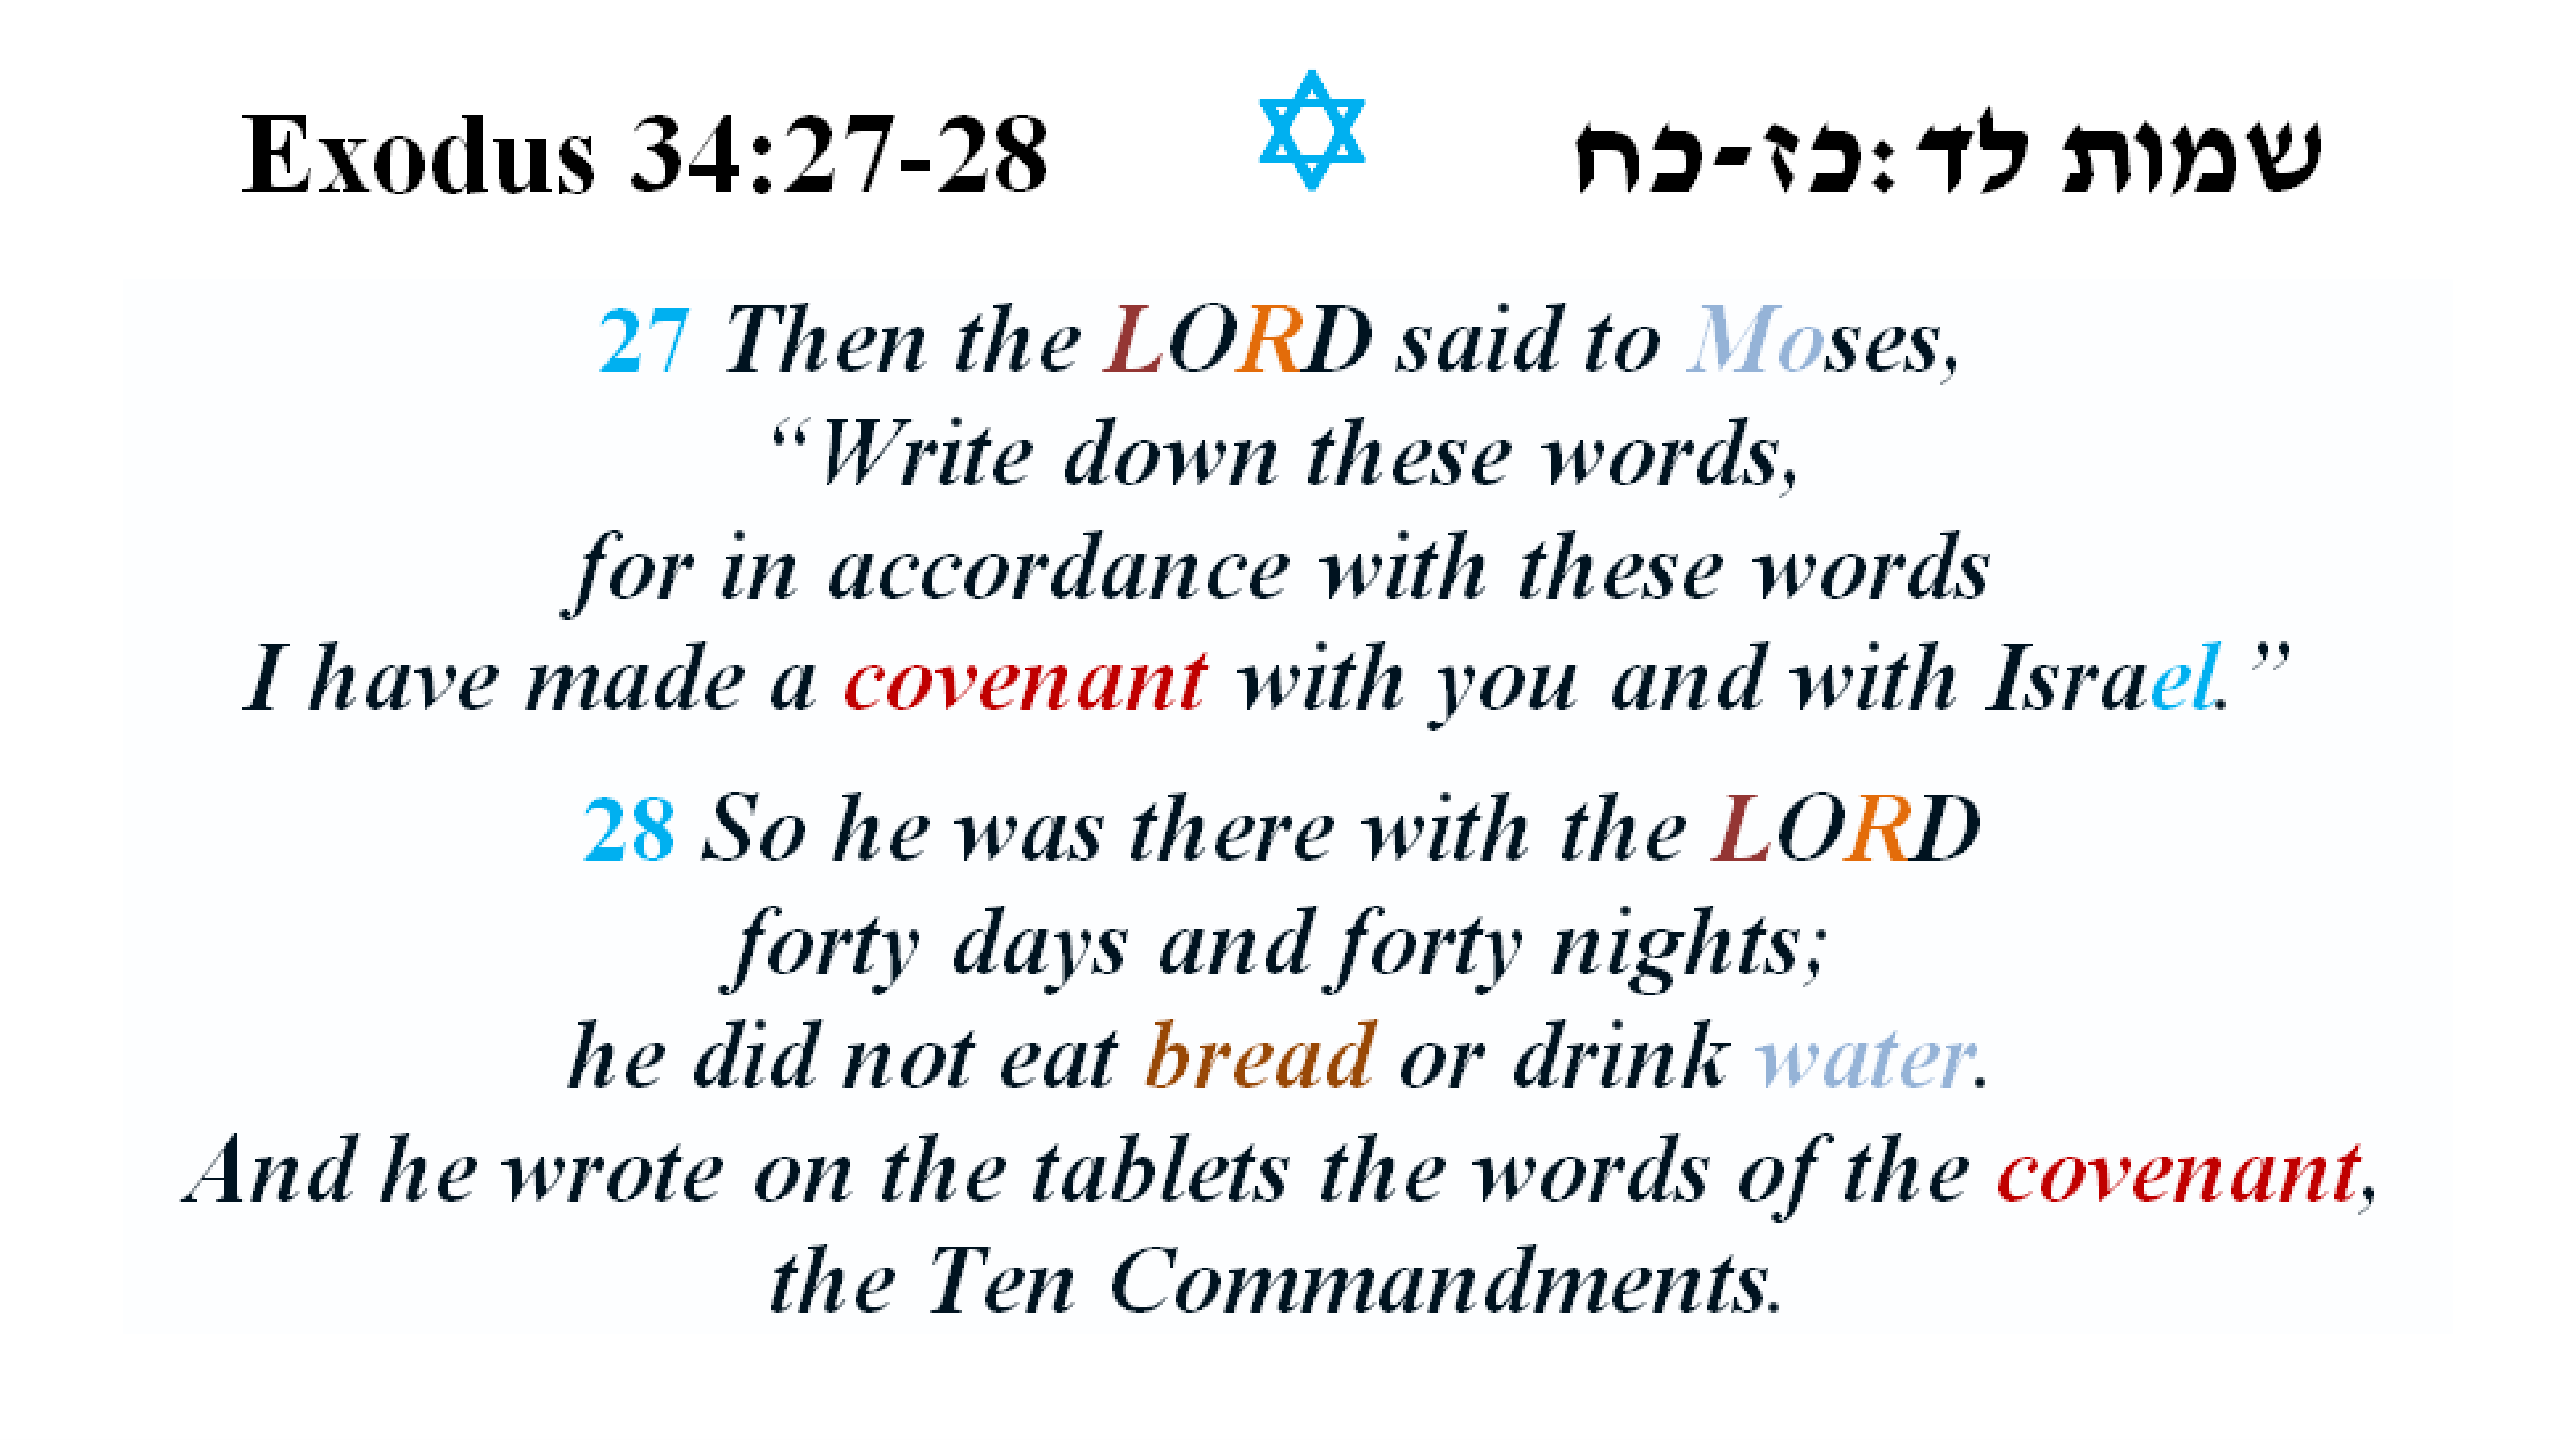 Exodus 34:27-28 שמות לד:כז-כח
27 Then the LORD said to Moses,
“Write down these words,
for in accordance with these words
I have made a covenant with you and with Israel.”
28 So he was there with the LORD
forty days and forty nights;
he did not eat bread or drink water.
And he wrote on the tablets the words of the covenant,
the Ten Commandments.